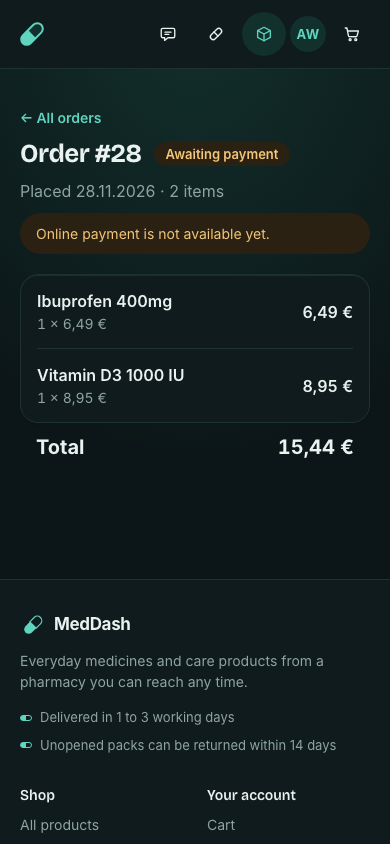 AW
← All orders
Order #28 Awaiting payment
Placed 28.11.2026 · 2 items
Online payment is not available yet.
Ibuprofen 400mg
1 × 6,49 €
6,49 €
Vitamin D3 1000 IU
1 × 8,95 €
8,95 €
Total 15,44 €
MedDash
Everyday medicines and care products from a
pharmacy you can reach any time.
Delivered in 1 to 3 working days
Unopened packs can be returned within 14 days
Shop
Your account
All products
Cart